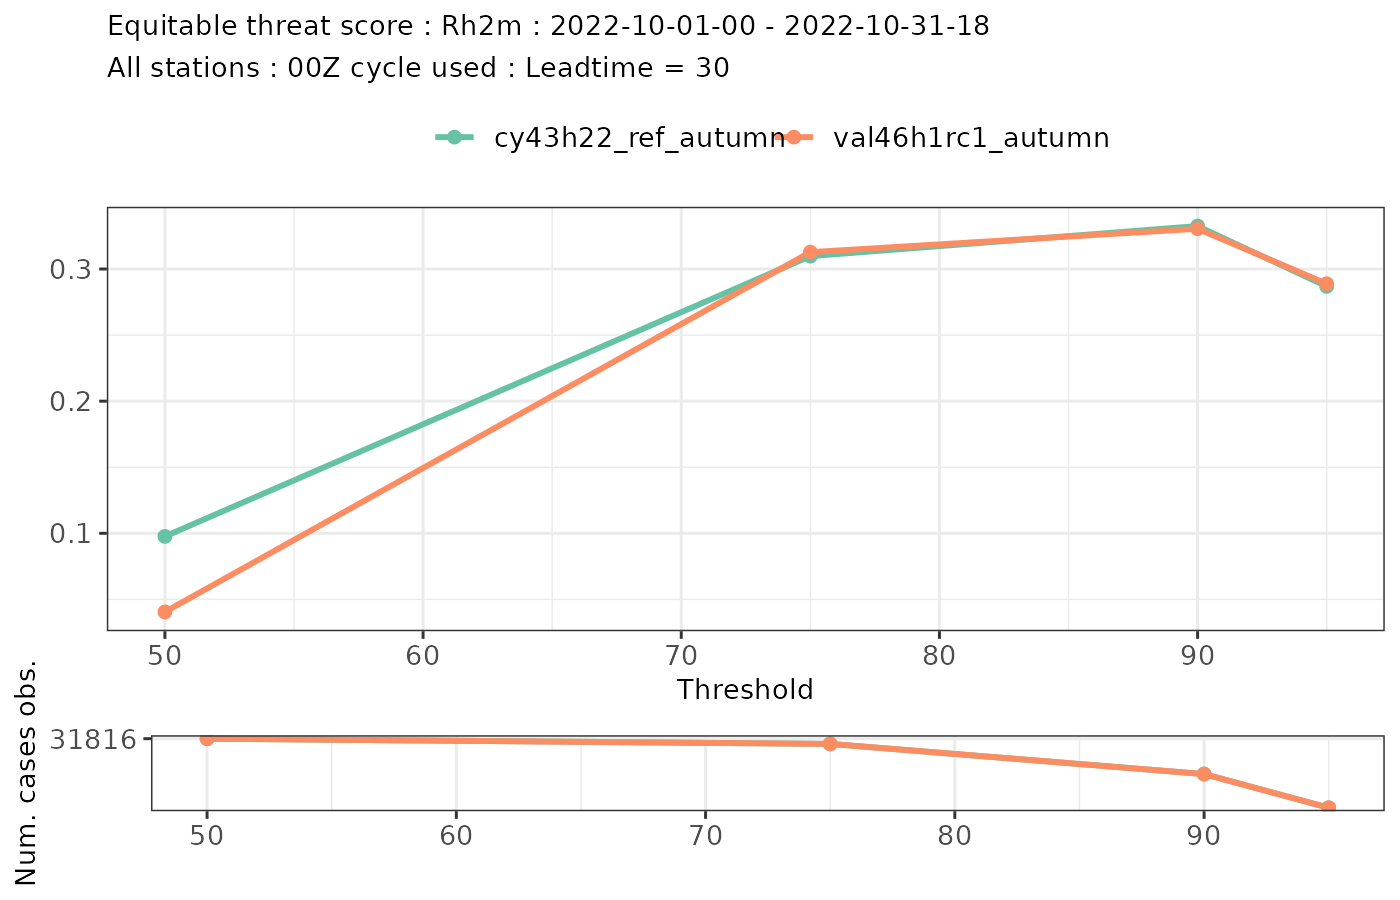 Equitable threat score : Rh2m : 2022-10-01-00 - 2022-10-31-18
All stations : 00Z cycle used : Leadtime = 30
cy43h22_ref_autumn val46h1rc1_autumn
0.3
0.2
0.1
50 60 70 80 90
Threshold
Num. cases obs.
31816
50 60 70 80 90